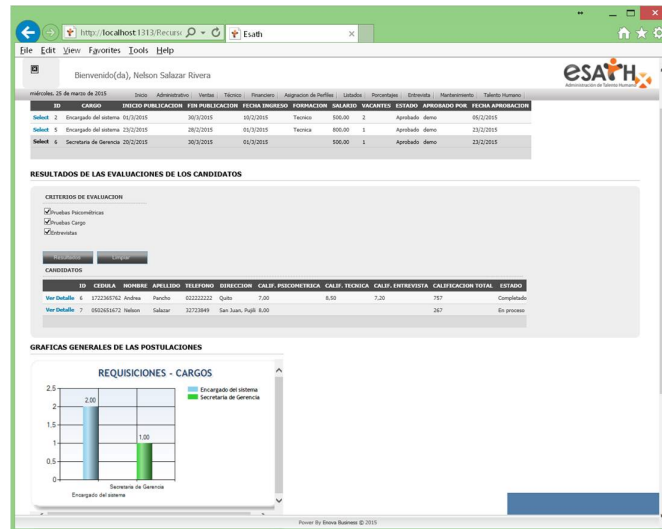 http://localhost:1313/Recurs
Esath
File Edit View Favorites Tools Help
Bienvenido(da), Nelson Salazar Rivera
esATH
Administración de Talento Humano
miércoles, 25 de marzo de 2015 Inicio Administrativo Ventas Técnico Financiero Asignacion de Perfiles Listados Porcentajes Entrevista Mantenimiento Talento Humano
ID CARGO INICIO PUBLICACION FIN PUBLICACION FECHA INGRESO FORMACION SALARIO VACANTES ESTADO APROBADO POR FECHA APROBACION
Select 2 Encargado del sistema 01/3/2015 30/3/2015 10/2/2015 Tecnico 500.00 2 Aprobado demo 05/2/2015
Select 5 Encargado del sistema 23/2/2015 28/2/2015 01/3/2015 Tecnica 800.00 1 Aprobado demo 23/2/2015
Select 6 Secretaria de Gerencia 20/2/2015 30/3/2015 01/3/2015 500.00 1 Aprobado demo 23/2/2015
RESULTADOS DE LAS EVALUACIONES DE LOS CANDIDATOS
CRITERIOS DE EVALUACION
Pruebas Psicométricas
Pruebas Cargo
Entrevistas
Resultados Limpiar
CANDIDATOS
ID CEDULA NOMBRE APELLIDO TELEFONO DIRECCION CALIF. PSICOMETRICA CALIF. TECNICA CALIF. ENTREVISTA CALIFICACION TOTAL ESTADO
Ver Detalle 6 1722365762 Andrea Pancho 022222222 Quito 7,00 8,50 7,20 757 Completado
Ver Detalle 7 0502651672 Nelson Salazar 32723849 San Juan, Pujili 8,00 267 En proceso
GRAFICAS GENERALES DE LAS POSTULACIONES
REQUISICIONES - CARGOS
Encargado del sistema
Secretaria de Gerencia
2.5
2
1.5
1
0.5
0
2,00
1,00
Secretaria de Gerencia
Encargado del sistema
Power By Enova Business © 2015